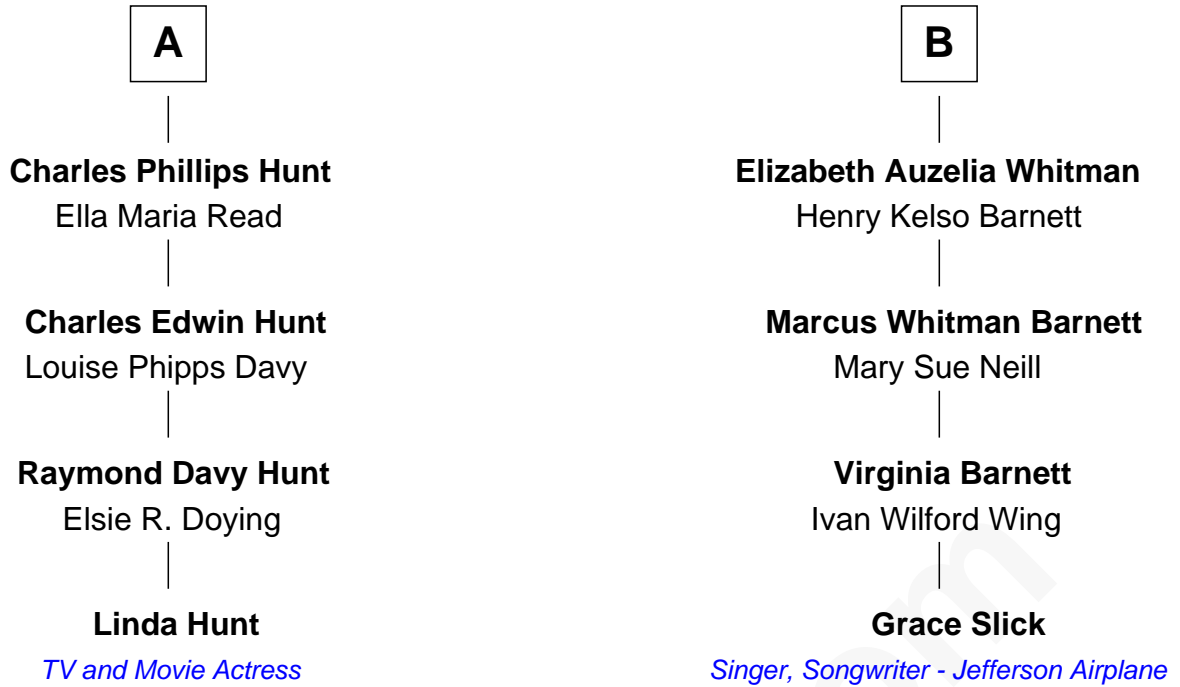 A
Charles Phillips Hunt
Ella Maria Read
Charles Edwin Hunt
Louise Phipps Davy
Raymond Davy Hunt
Elsie R. Doying
Linda Hunt
TV and Movie Actress
B
Elizabeth Auzelia Whitman
Henry Kelso Barnett
Marcus Whitman Barnett
Mary Sue Neill
Virginia Barnett
Ivan Wilford Wing
Grace Slick
Singer, Songwriter - Jefferson Airplane